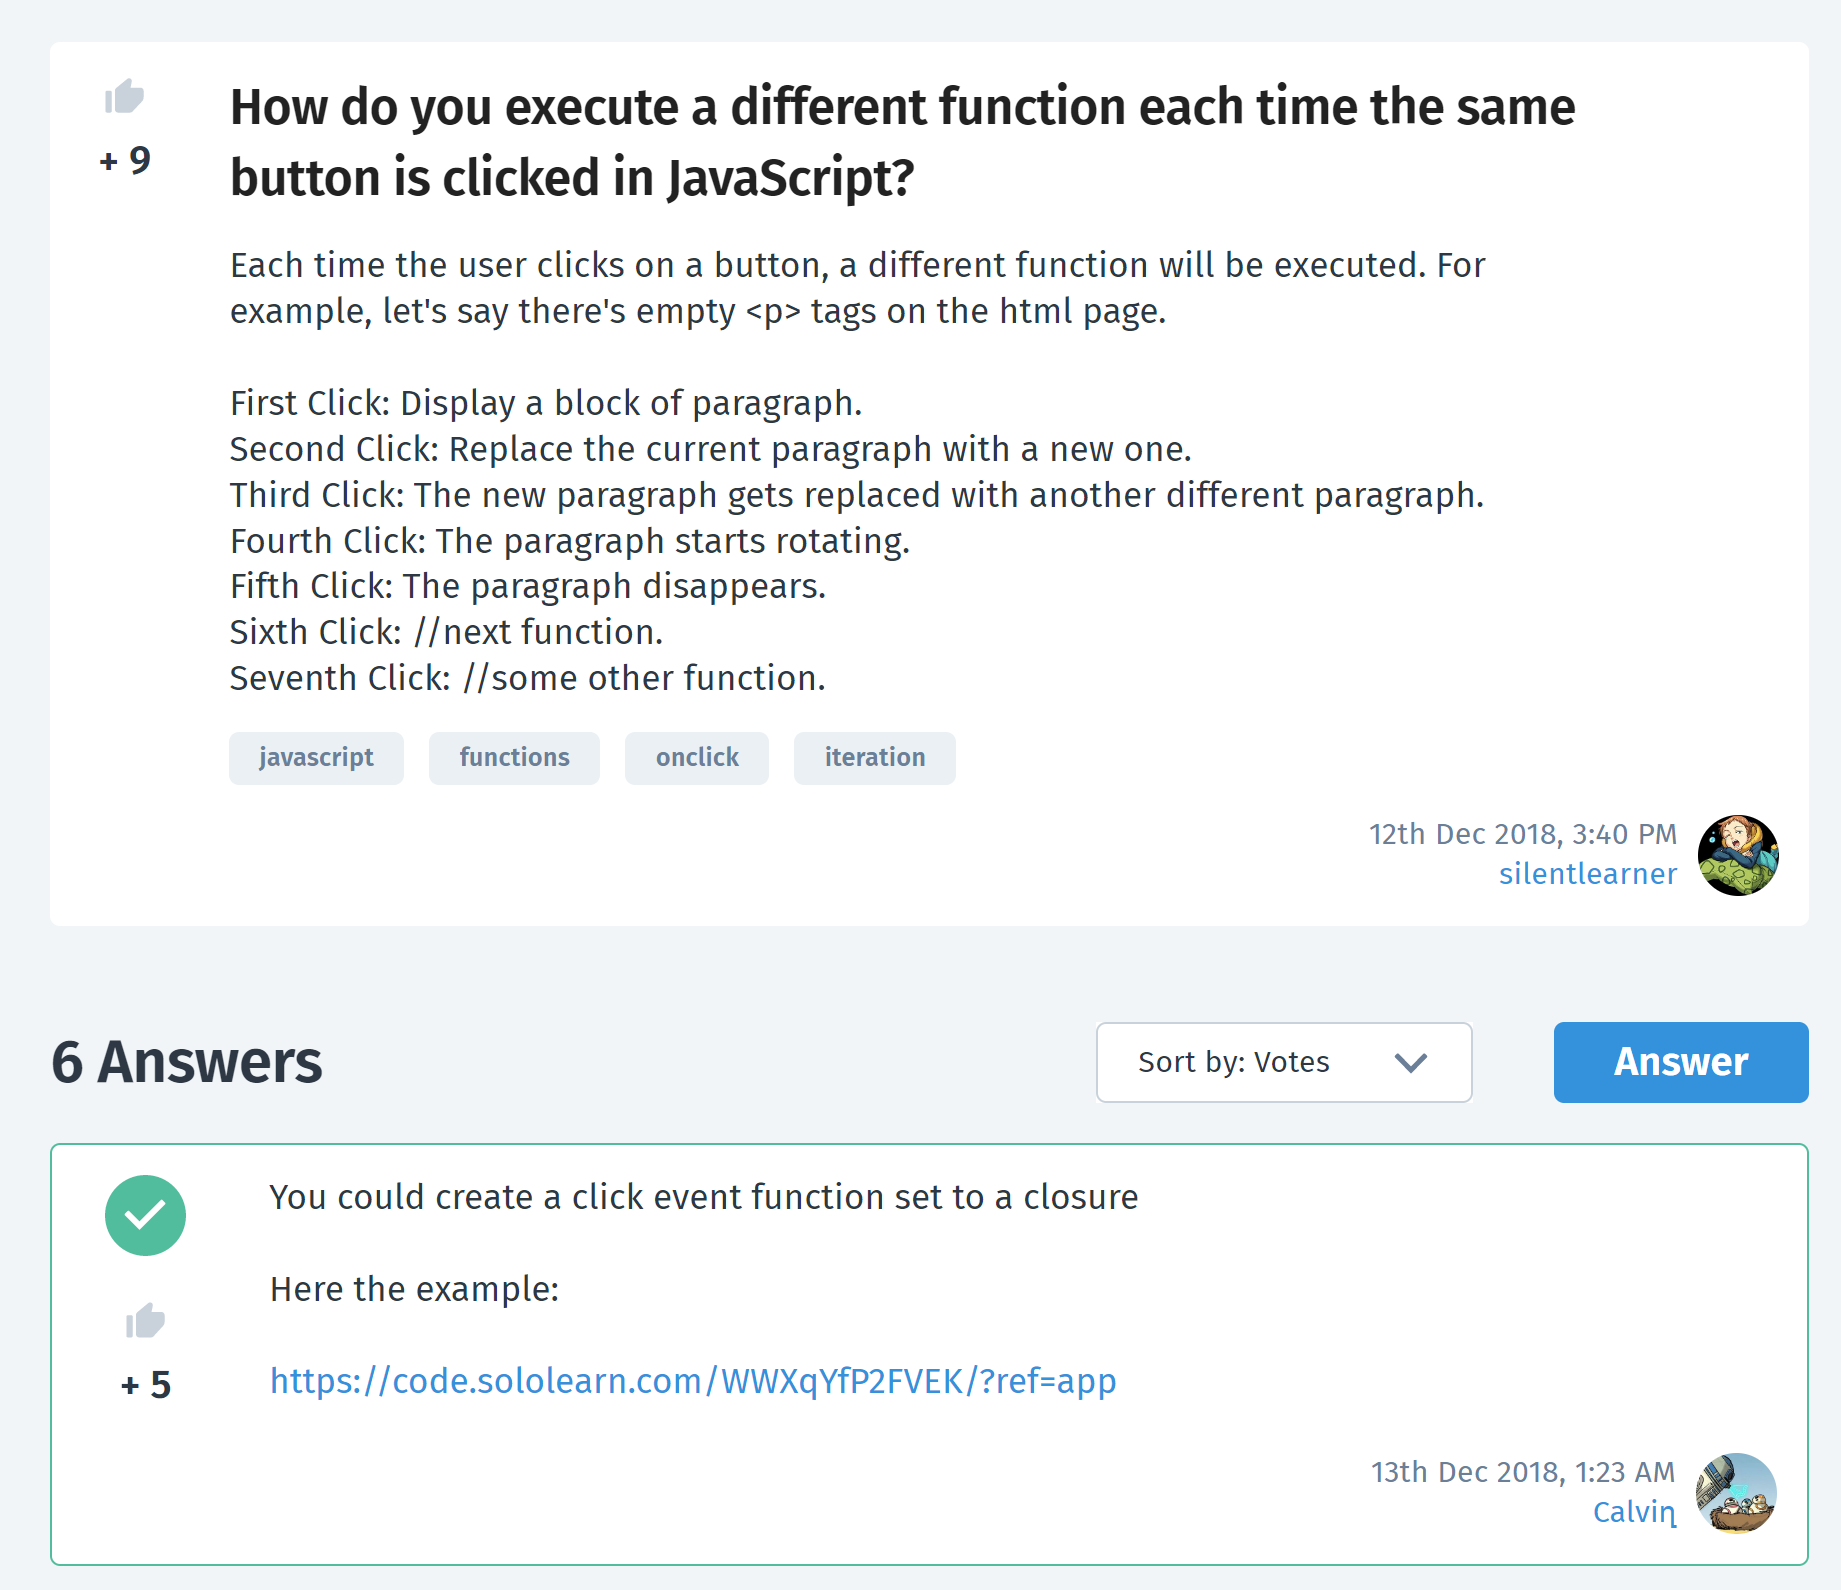 How do you execute a different function each time the same
button is clicked in JavaScript?
+ 9
Each time the user clicks on a button, a different function will be executed. For
example, let's say there's empty <p> tags on the html page.
First Click: Display a block of paragraph.
Second Click: Replace the current paragraph with a new one.
Third Click: The new paragraph gets replaced with another different paragraph.
Fourth Click: The paragraph starts rotating.
Fifth Click: The paragraph disappears.
Sixth Click: //next function.
Seventh Click: //some other function.
javascript functions onclick iteration
12th Dec 2018, 3:40 PM
silentlearner
6 Answers
Sort by: Votes
Answer
You could create a click event function set to a closure
Here the example:
+ 5
https://code.sololearn.com/WWXqYfP2FVEK/?ref=app
13th Dec 2018, 1:23 AM
Calviղ